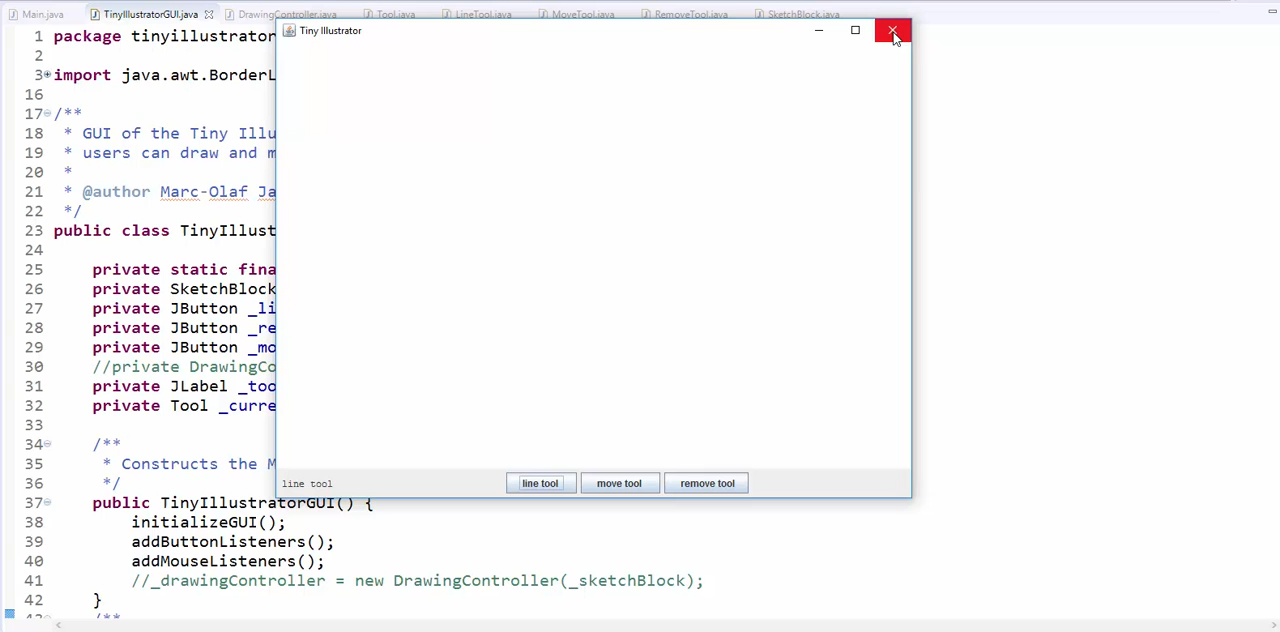 Main.java TinyIllustratorGUI.java DrawingController.java Tool.java LineTool.java MoveTool.java RemoveTool.java SketchBlock.java
Tiny Illustrator
1 package tinyillustrator
2
3 import java.awt.BorderL
16
17 /**
18 * GUI of the Tiny Illu
19 * users can draw and m
20 *
21 * @author Marc-Olaf Ja
22 */
23 public class TinyIllust
24
25 private static fina
26 private SketchBlock
27 private JButton _li
28 private JButton _re
29 private JButton _mo
30 //private DrawingCo
31 private JLabel _too
32 private Tool _curre
33
34 /**
35 * Constructs the M
36 */
line tool line tool move tool remove tool
37 public TinyIllustratorGUI() {
38 initializeGUI();
39 addButtonListeners();
40 addMouseListeners();
41 //_drawingController = new DrawingController(_sketchBlock);
42 }
43 /**